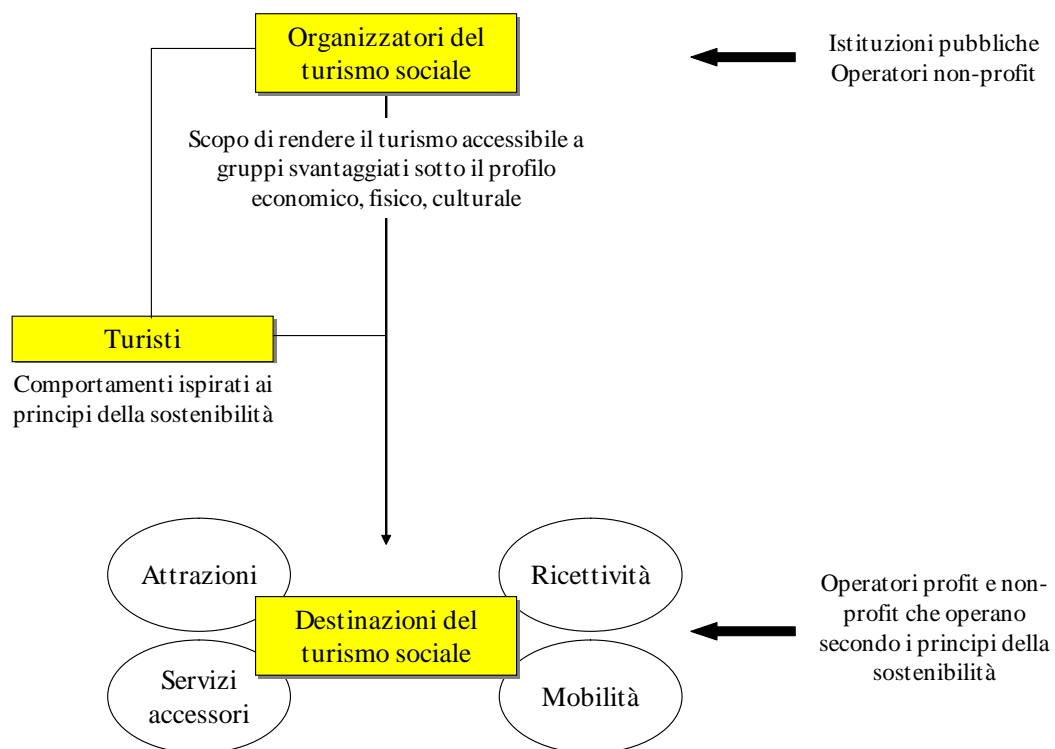 Organizzatori del
turismo sociale
Istituzioni pubbliche
Operatori non-profit
Scopo di rendere il turismo accessibile a
gruppi svantaggiati sotto il profilo
economico, fisico, culturale
Turisti
Comportamenti ispirati ai
principi della sostenibilità
Attrazioni
Ricettività
Destinazioni del
turismo sociale
Servizi
accessori
Mobilità
Operatori profit e non-
profit che operano
secondo i principi della
sostenibilità